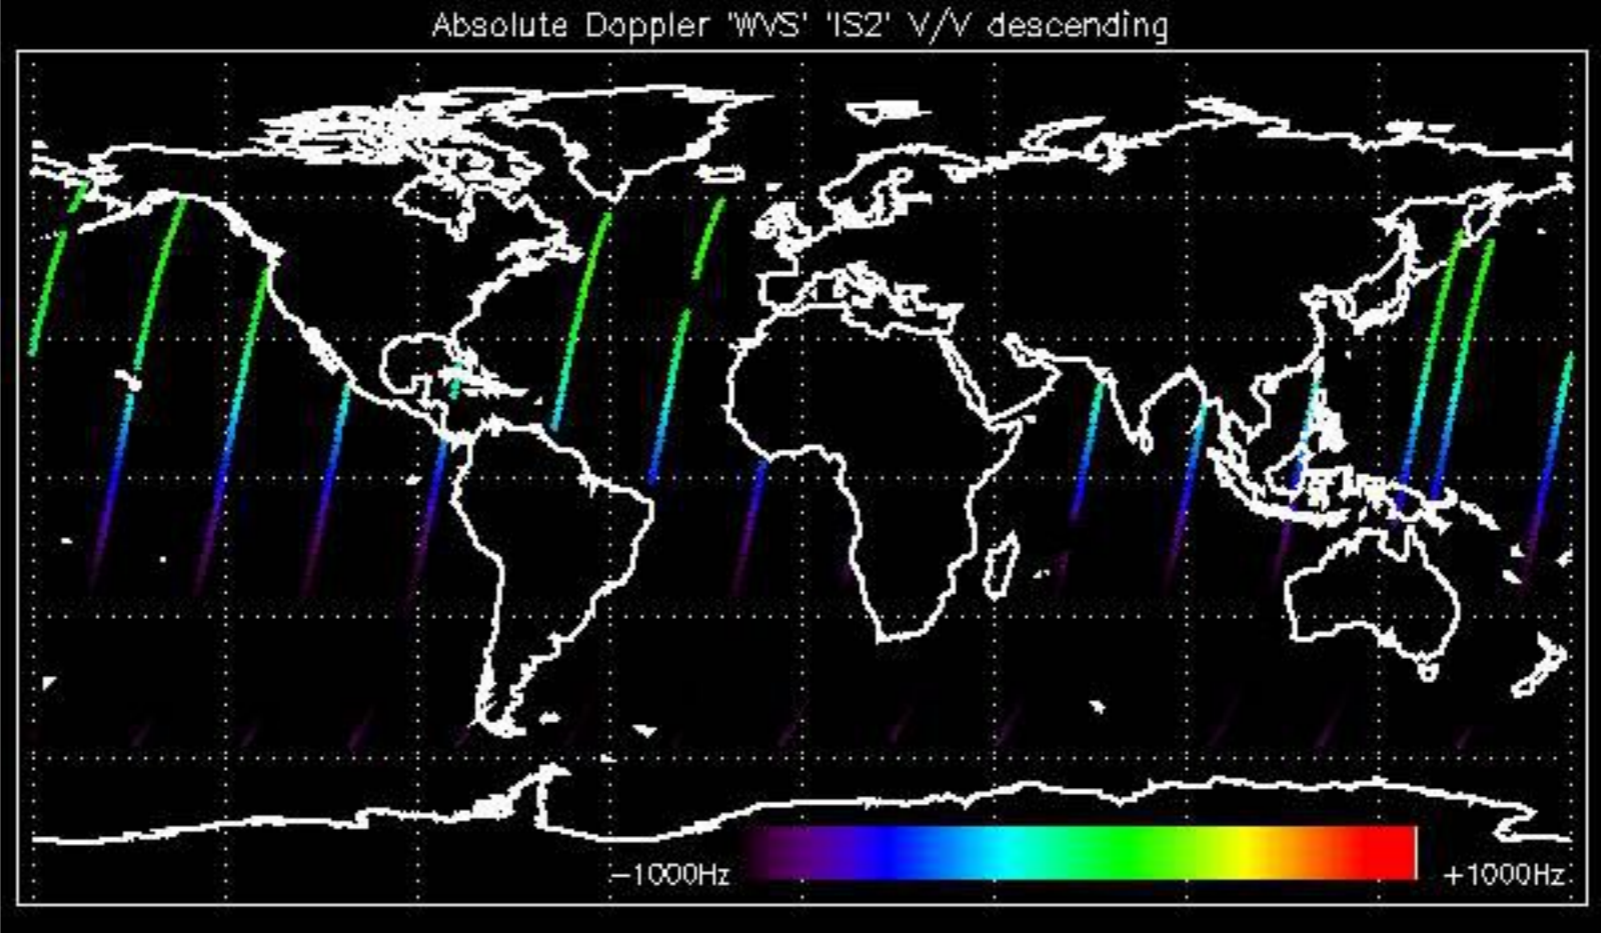 Absolute Doppler 'WVS' 'IS2' V/V descending
−1000Hz +1000Hz